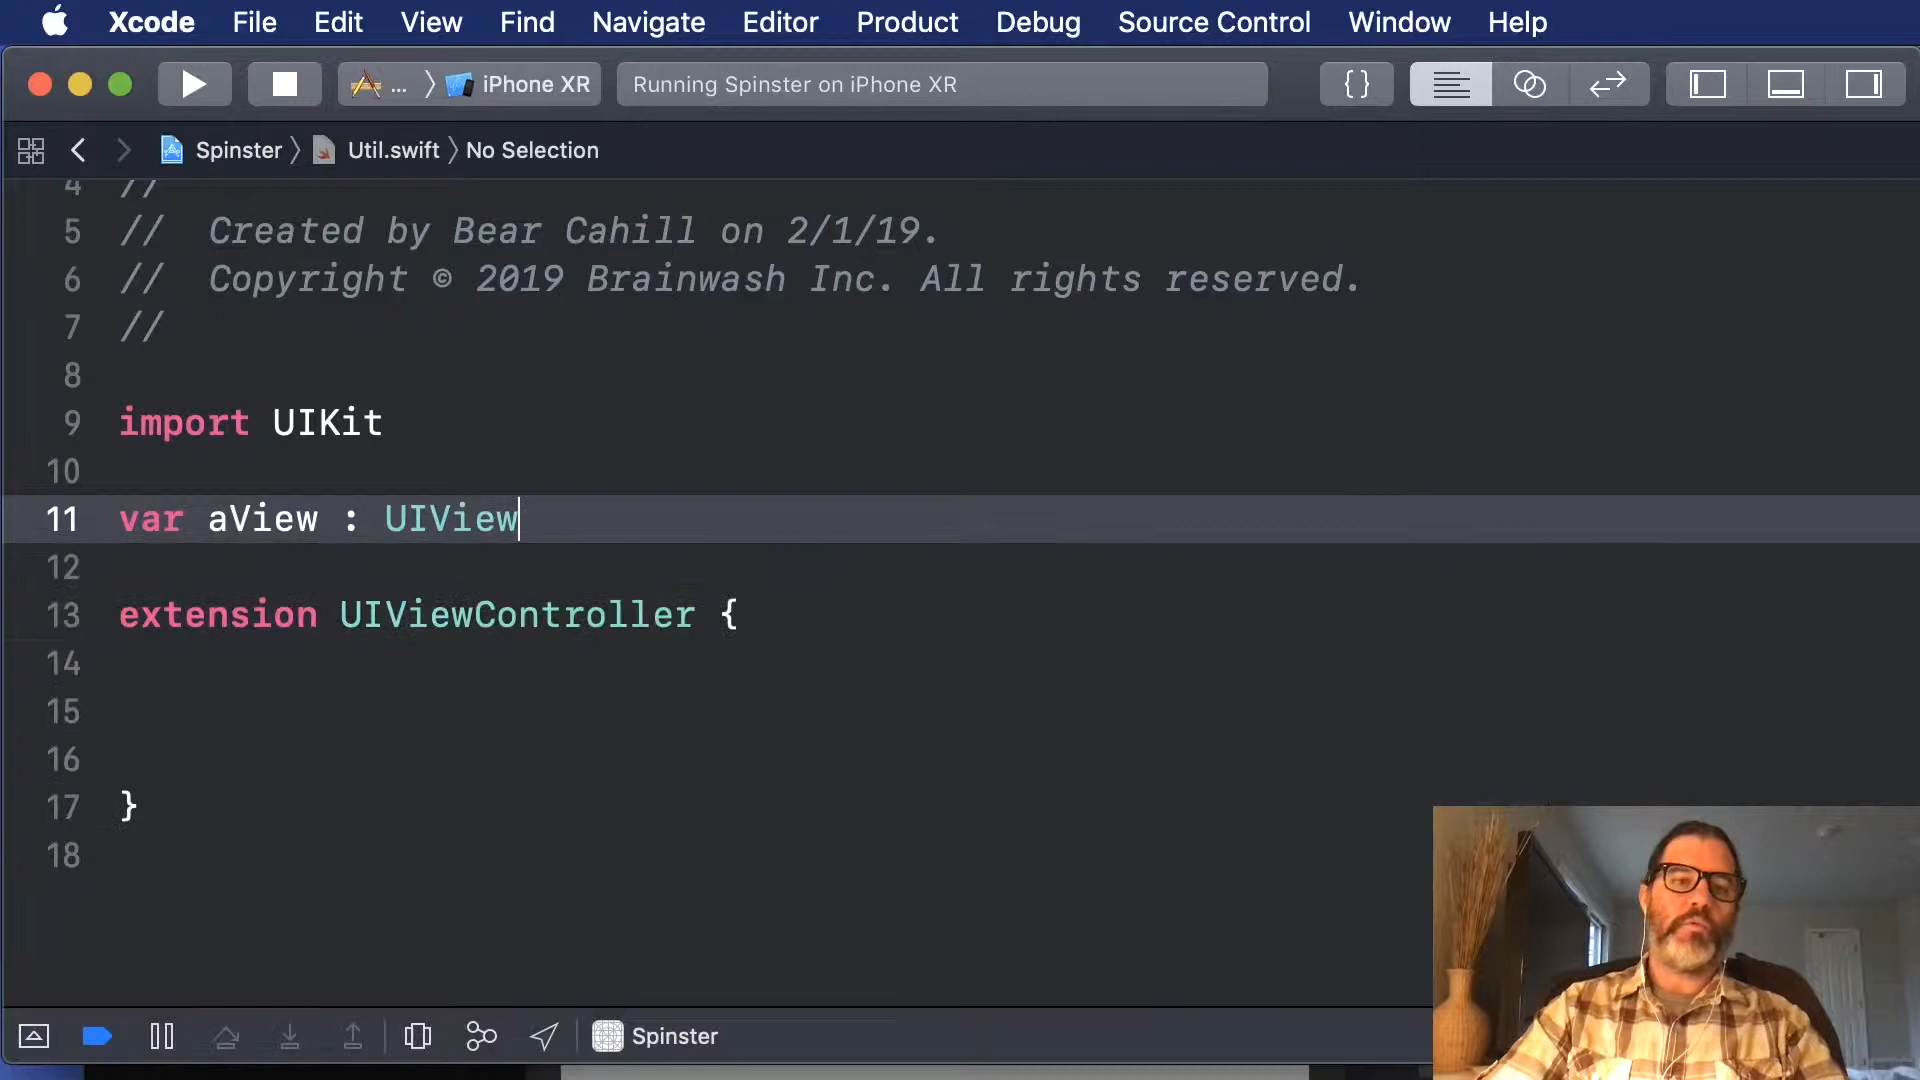 Xcode File Edit View Find Navigate Editor Product Debug Source Control Window Help
... 〉 iPhone XR Running Spinster on iPhone XR { }
Spinster 〉 Util.swift 〉 No Selection
4 //
5 // Created by Bear Cahill on 2/1/19.
6 // Copyright © 2019 Brainwash Inc. All rights reserved.
7 //
8
9 import UIKit
10
11 var aView : UIView
12
13 extension UIViewController {
14
15
16
17 }
18
Spinster